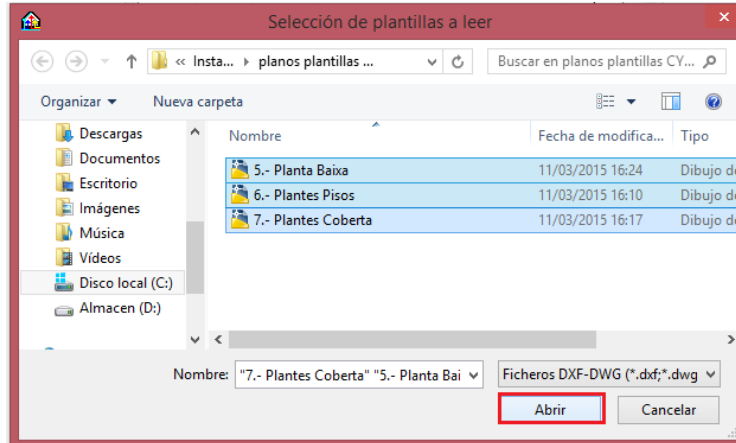 Selección de plantillas a leer
« Insta... planos plantillas ... Buscar en planos plantillas CY...
Organizar Nueva carpeta
Descargas
Documentos
Escritorio
Imágenes
Música
Vídeos
Disco local (C:)
Almacen (D:)
Nombre Fecha de modifica... Tipo
5.- Planta Baixa 11/03/2015 16:24 Dibujo de
6.- Plantes Pisos 11/03/2015 16:10 Dibujo de
7.- Plantes Coberta 11/03/2015 16:17 Dibujo de
Nombre: "7.- Plantes Coberta" "5.- Planta Bai Ficheros DXF-DWG (*.dxf;*.dwg
Abrir Cancelar